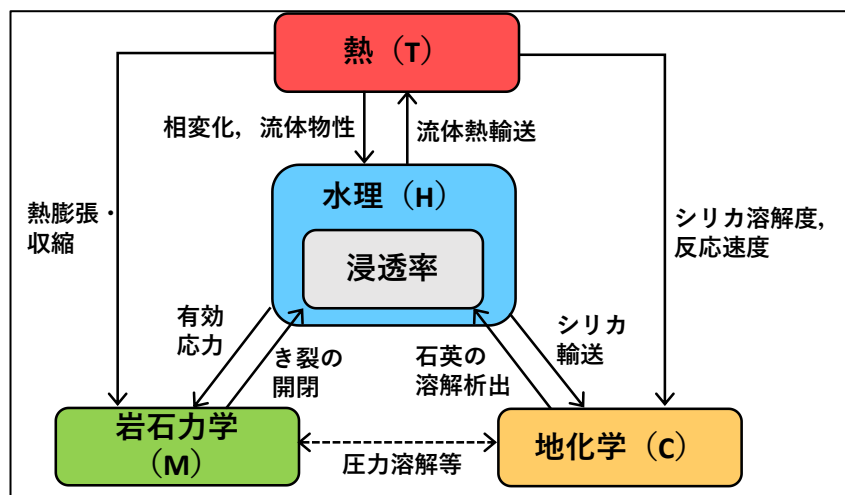 熱（T）
相変化，流体物性
流体熱輸送
水理（H）
熱膨張・
収縮
シリカ溶解度，
反応速度
浸透率
有効
応力
き裂の
開閉
石英の
溶解析出
シリカ
輸送
岩石力学
（M）
圧力溶解等
地化学（C）